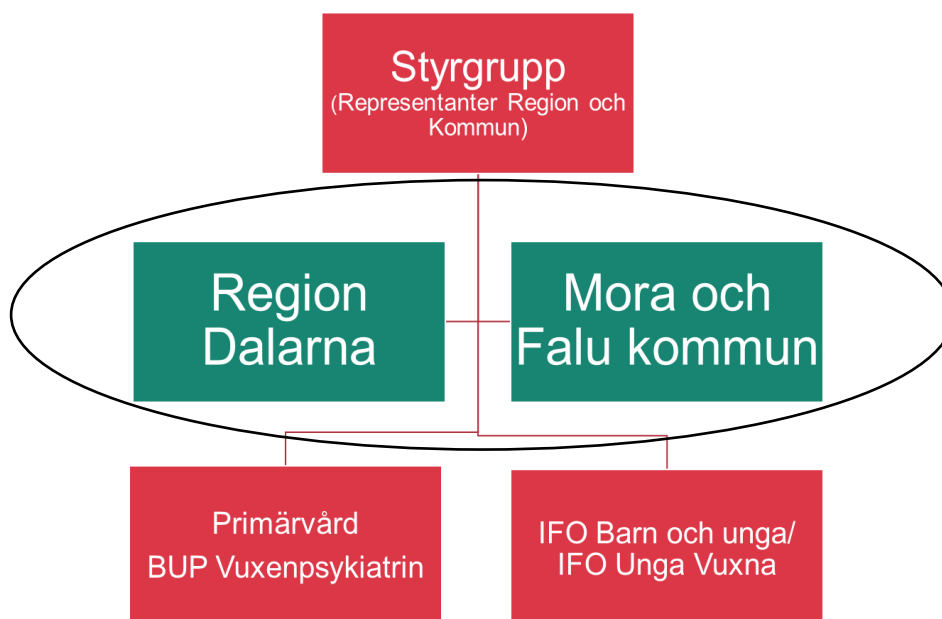 Styrgrupp
(Representanter Region och
Kommun)
Region
Dalarna
Mora och
Falu kommun
Primärvård
BUP Vuxenpsykiatrin
IFO Barn och unga/
IFO Unga Vuxna